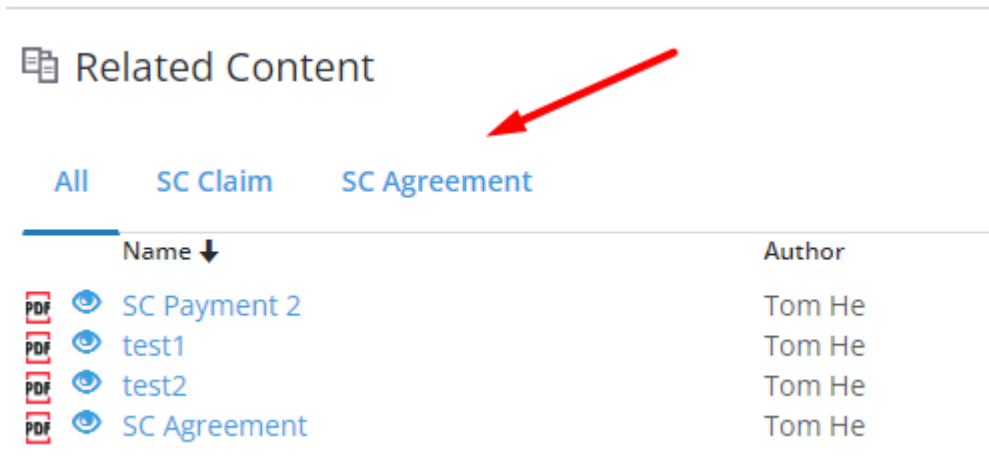 Related Content
All SC Claim SC Agreement
Name Author
PDF SC Payment 2 Tom He
PDF test1 Tom He
PDF test2 Tom He
PDF SC Agreement Tom He